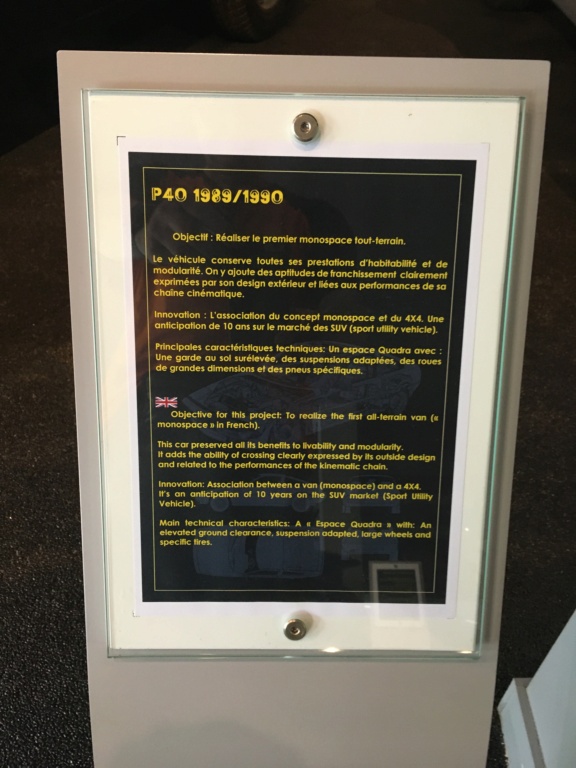 P40 1989/1990
Objectif : Réaliser le premier monospace tout-terrain.
Le véhicule conserve toutes ses prestations d'habitabilité et de
modularité. On y ajoute des aptitudes de franchissement clairement
exprimées par son design extérieur et liées aux performances de sa
chaîne cinématique.
Innovation : L'association du concept monospace et du 4X4. Une
anticipation de 10 ans sur le marché des SUV (sport utility vehicle).
Principales caractéristiques techniques: Un espace Quadra avec :
Une garde au sol surélevée, des suspensions adaptées, des roues
de grandes dimensions et des pneus spécifiques.
Objective for this project: To realize the first all-terrain van («
monospace » in French).
This car preserved all its benefits to livability and modularity.
It adds the ability of crossing clearly expressed by its outside design
and related to the performances of the kinematic chain.
Innovation: Association between a van (monospace) and a 4X4.
It's an anticipation of 10 years on the SUV market (Sport Utility
Vehicle).
Main technical characteristics: A « Espace Quadra » with: An
elevated ground clearance, suspension adapted, large wheels and
specific tires.